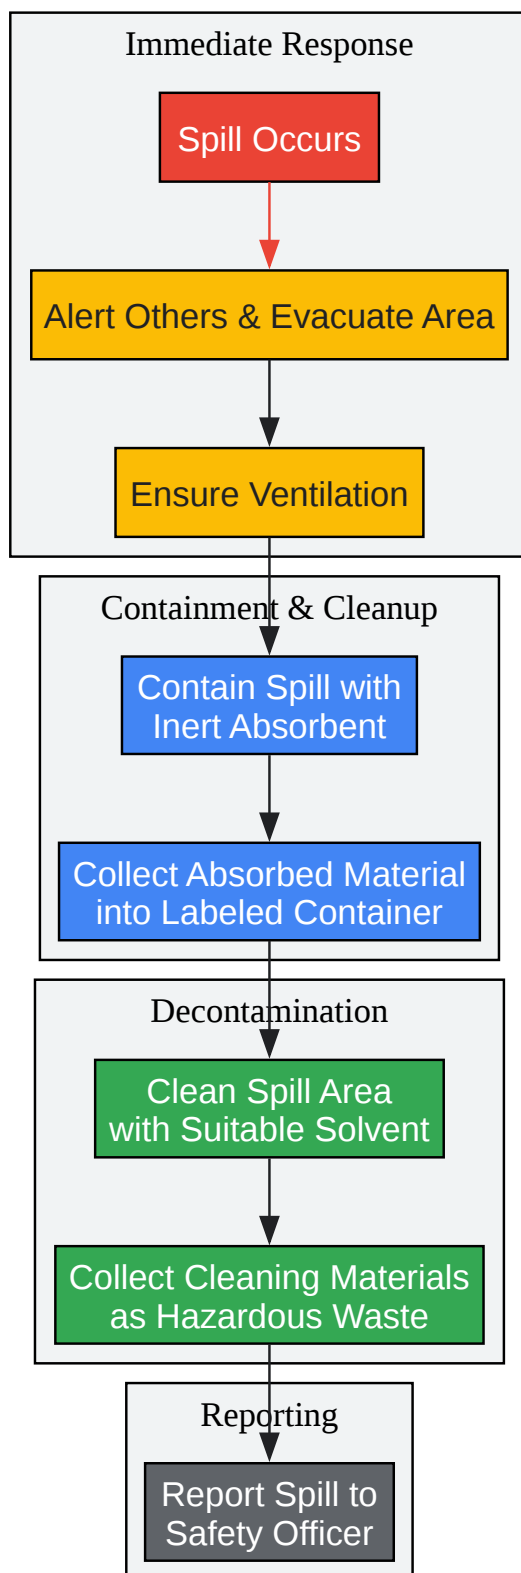 Immediate Response
Spill Occurs
Alert Others & Evacuate Area
Ensure Ventilation
Containment & Cleanup
Contain Spill with
Inert Absorbent
Collect Absorbed Material
into Labeled Container
Decontamination
Clean Spill Area
with Suitable Solvent
Collect Cleaning Materials
as Hazardous Waste
Reporting
Report Spill to
Safety Officer